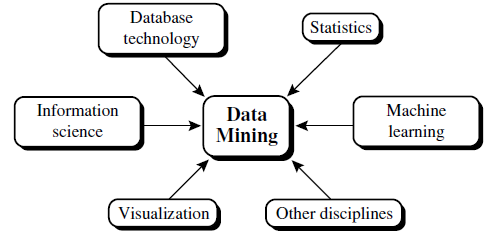 Database
technology
Statistics
Information
science
Data
Mining
Machine
learning
Visualization
Other disciplines